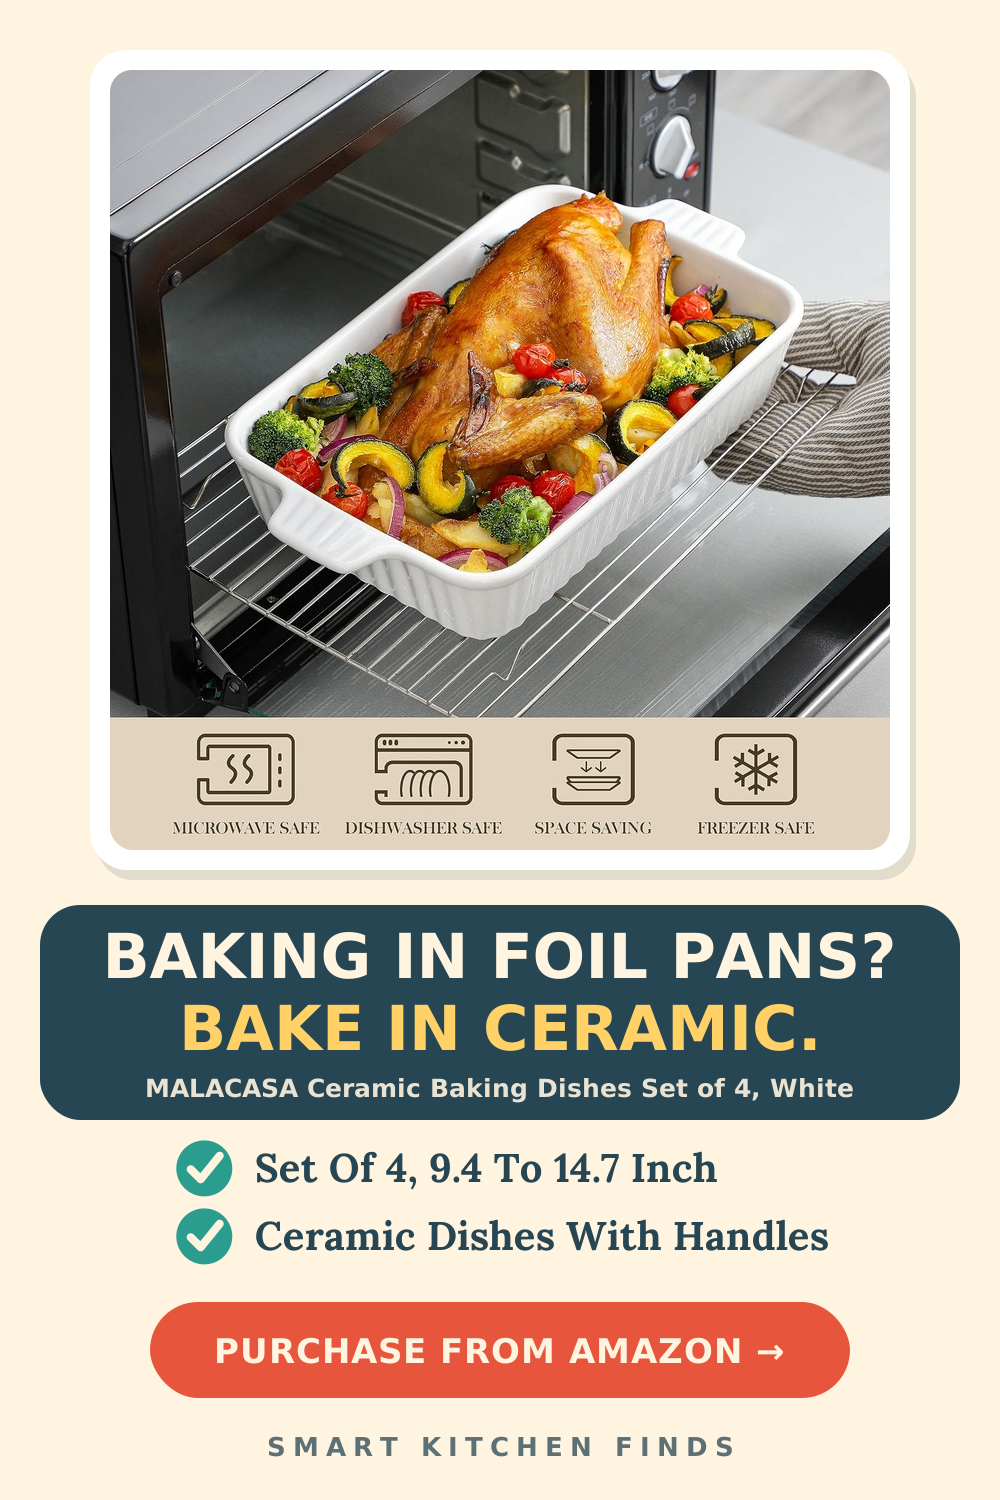 MICROWAVE SAFE
DISHWASHER SAFE
SPACE SAVING
FREEZER SAFE
BAKING IN FOIL PANS?
BAKE IN CERAMIC.
MALACASA Ceramic Baking Dishes Set of 4, White
Set Of 4, 9.4 To 14.7 Inch
Ceramic Dishes With Handles
PURCHASE FROM AMAZON →
SMART KITCHEN FINDS